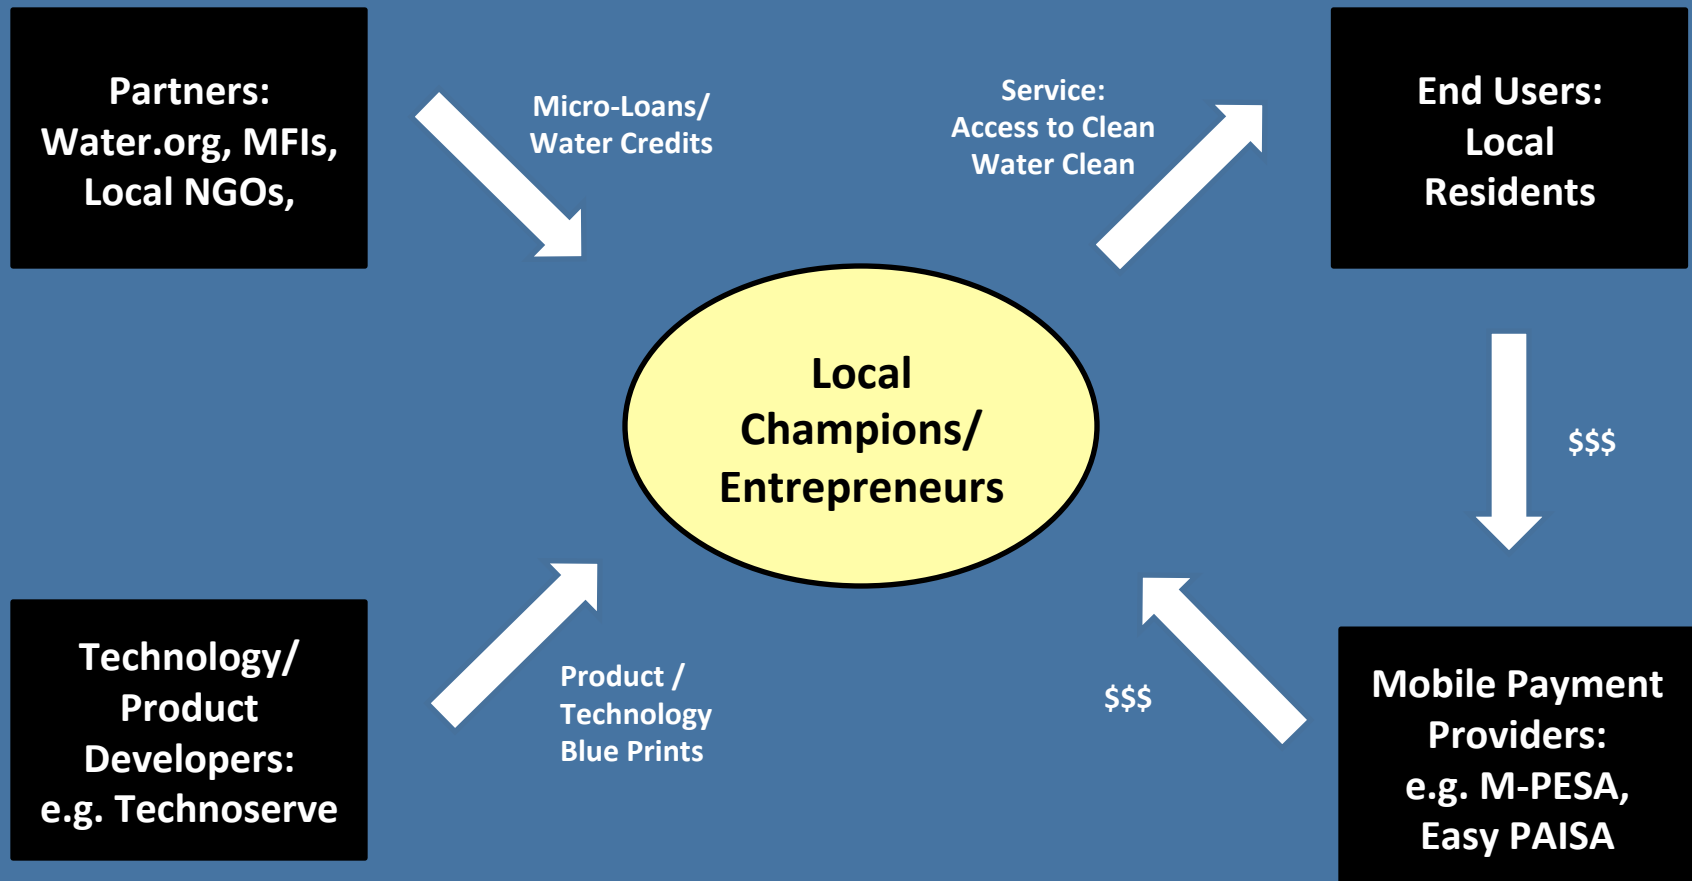 Partners:
Water.org, MFIs,
Local NGOs,
Micro-Loans/
Water Credits
Service:
Access to Clean
Water Clean
End Users:
Local
Residents
Local
Champions/
Entrepreneurs
$$$
Technology/
Product
Developers:
e.g. Technoserve
Product /
Technology
Blue Prints
$$$
Mobile Payment
Providers:
e.g. M-PESA,
Easy PAISA